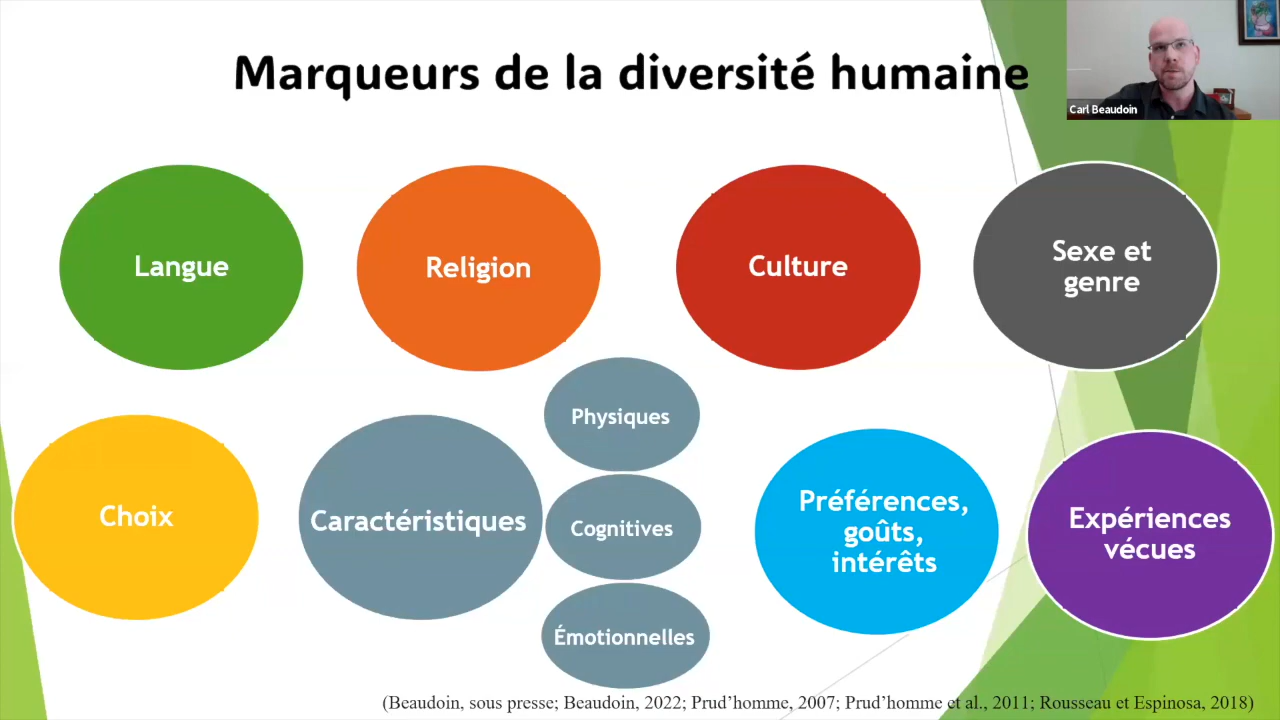 Marqueurs de la diversité humaine
Carl Beaudoin
Langue
Religion
Culture
Sexe et
genre
Choix
Caractéristiques
Physiques
Cognitives
Émotionnelles
Préférences,
goûts,
intérêts
Expériences
vécues
(Beaudoin, sous presse; Beaudoin, 2022; Prud’homme, 2007; Prud’homme et al., 2011; Rousseau et Espinosa, 2018)